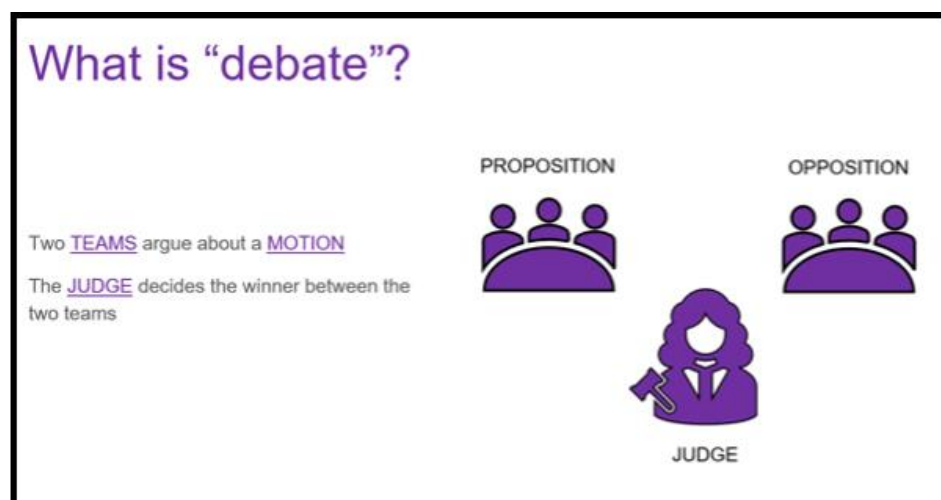 What is “debate”?
PROPOSITION
OPPOSITION
Two TEAMS argue about a MOTION
The JUDGE decides the winner between the
two teams
JUDGE